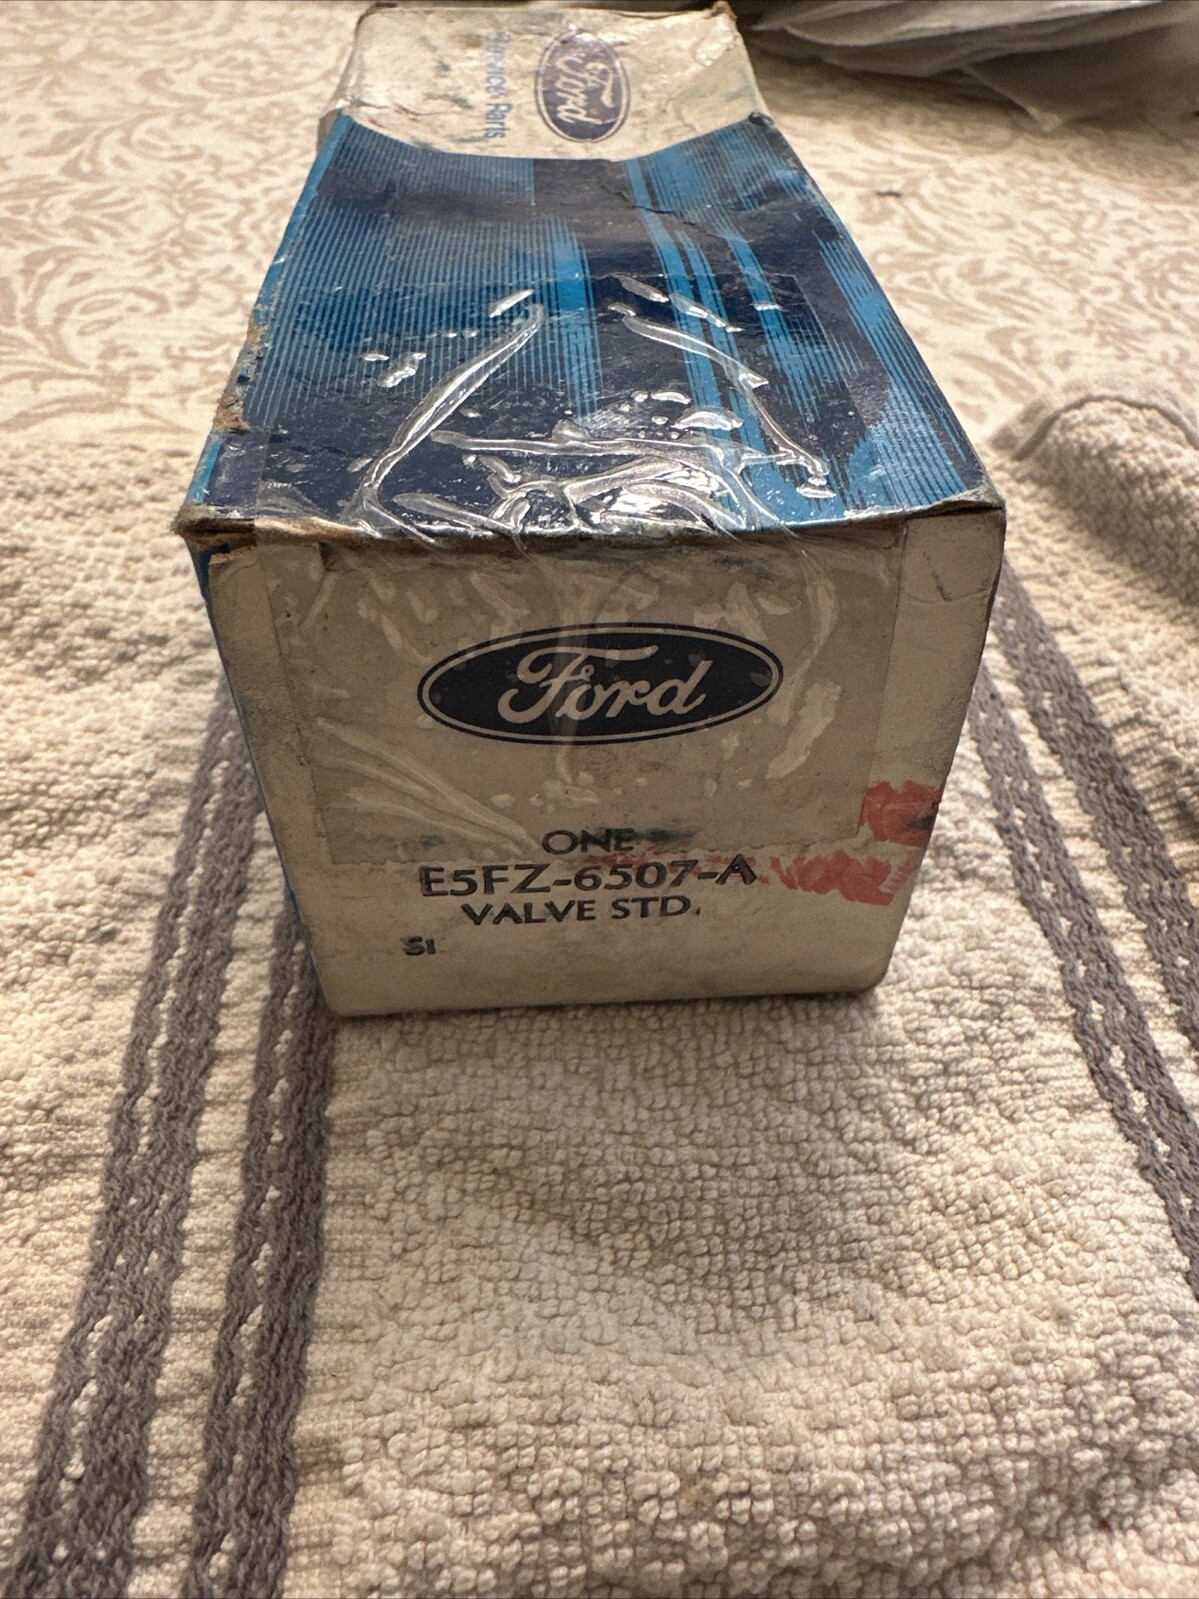 Ford
Service Parts
Ford
ONE
E5FZ-6507-A
VALVE STD.
S1